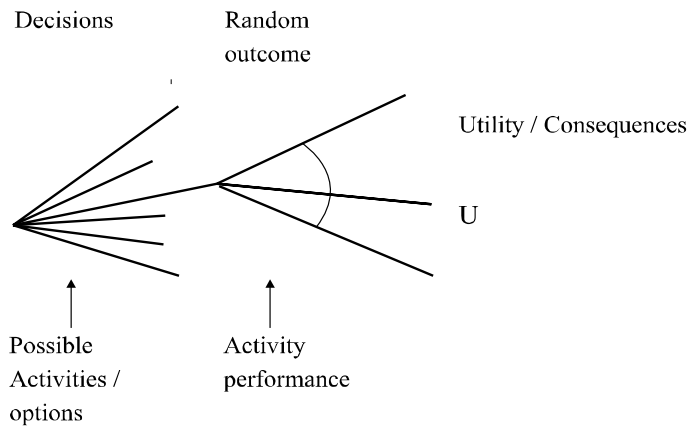 Decisions
Random
outcome
Utility / Consequences
U
Possible
Activities /
options
Activity
performance